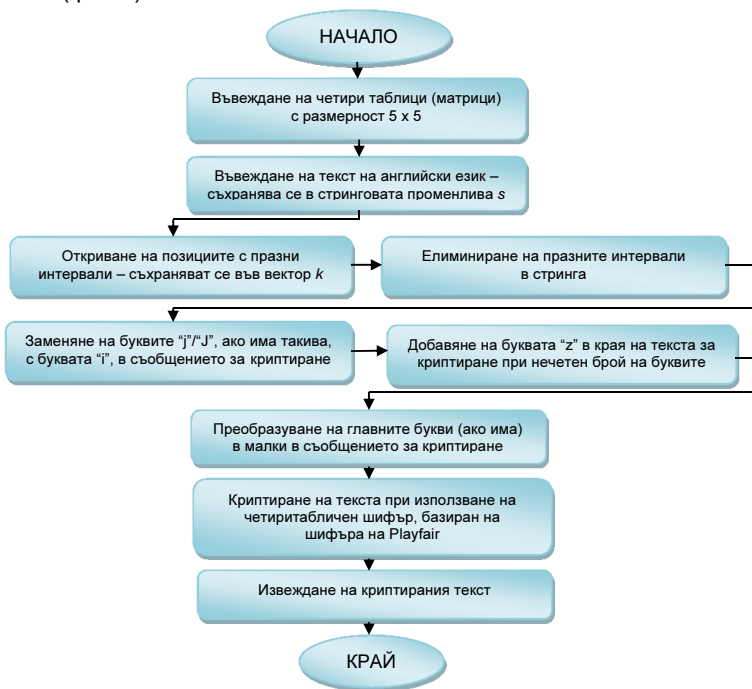 НАЧАЛО
Въвеждане на четири таблици (матрици)
с размерност 5 x 5
Въвеждане на текст на английски език –
съхранява се в стринговата променлива s
Откриване на позициите с празни
интервали – съхраняват се във вектор k
Елиминиране на празните интервали
в стринга
Заменяне на буквите “j”/“J”, ако има такива,
с буквата “i”, в съобщението за криптиране
Добавяне на буквата “z” в края на текста за
криптиране при нечетен брой на буквите
Преобразуване на главните букви (ако има)
в малки в съобщението за криптиране
Криптиране на текста при използване на
четиритабличен шифър, базиран на
шифъра на Playfair
Извеждане на криптирания текст
КРАЙ